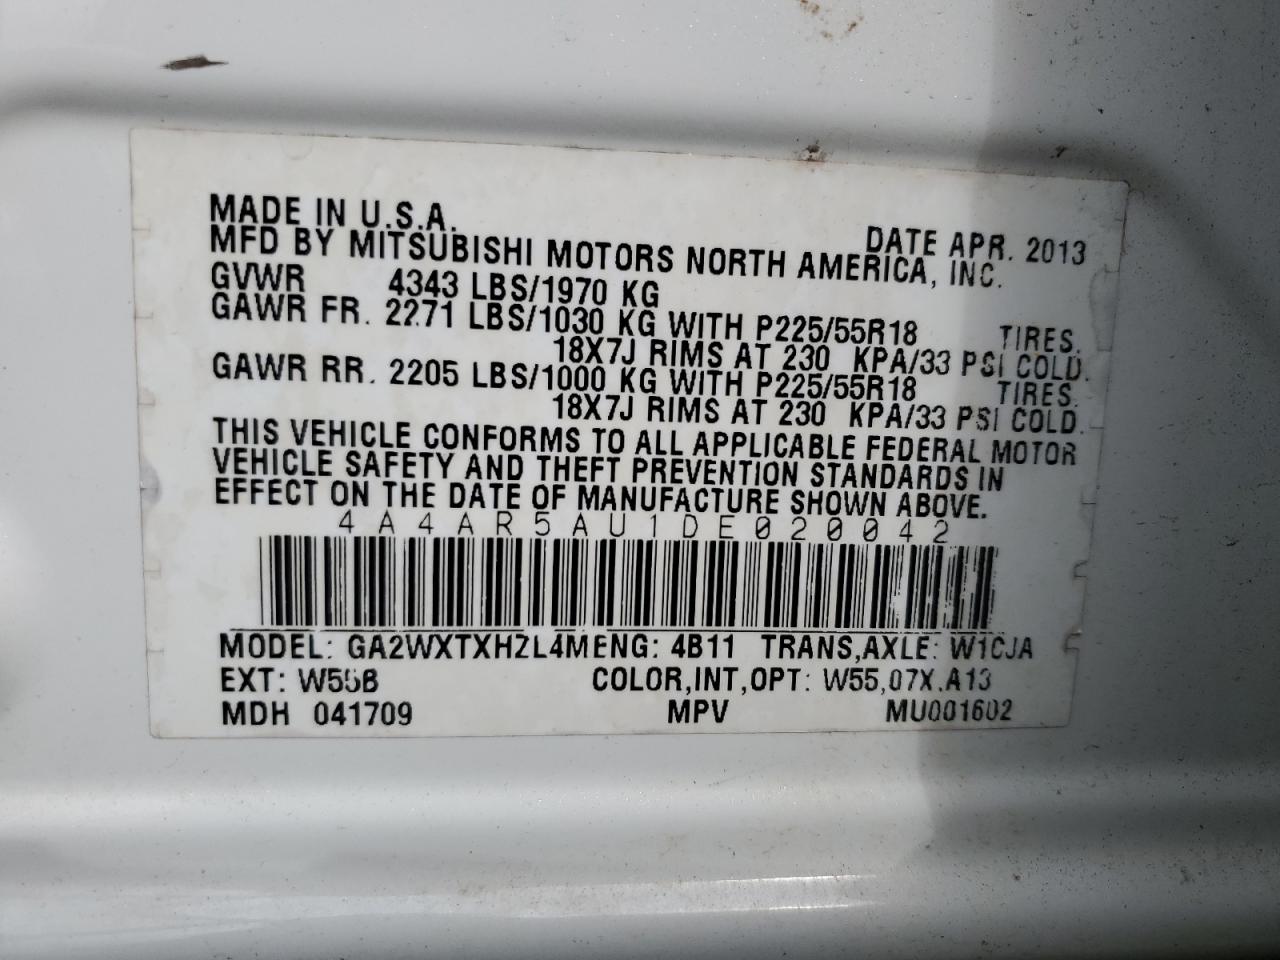 MADE IN U.S.A. DATE APR. 2013
MFD BY MITSUBISHI MOTORS NORTH AMERICA, INC.
GVWR 4343 LBS/1970 KG
GAWR FR. 2271 LBS/1030 KG WITH P225/55R18 TIRES.
18X7J RIMS AT 230 KPA/33 PSI COLD.
GAWR RR. 2205 LBS/1000 KG WITH P225/55R18 TIRES.
18X7J RIMS AT 230 KPA/33 PSI COLD.
THIS VEHICLE CONFORMS TO ALL APPLICABLE FEDERAL MOTOR
VEHICLE SAFETY AND THEFT PREVENTION STANDARDS IN
EFFECT ON THE DATE OF MANUFACTURE SHOWN ABOVE.
4A4AR5AU1DE020042
MODEL: GA2WXTXHZL4M ENG: 4B11 TRANS,AXLE: W1CJA
EXT: W55B COLOR,INT,OPT: W55,07X,A13
MDH 041709 MPV MU001602